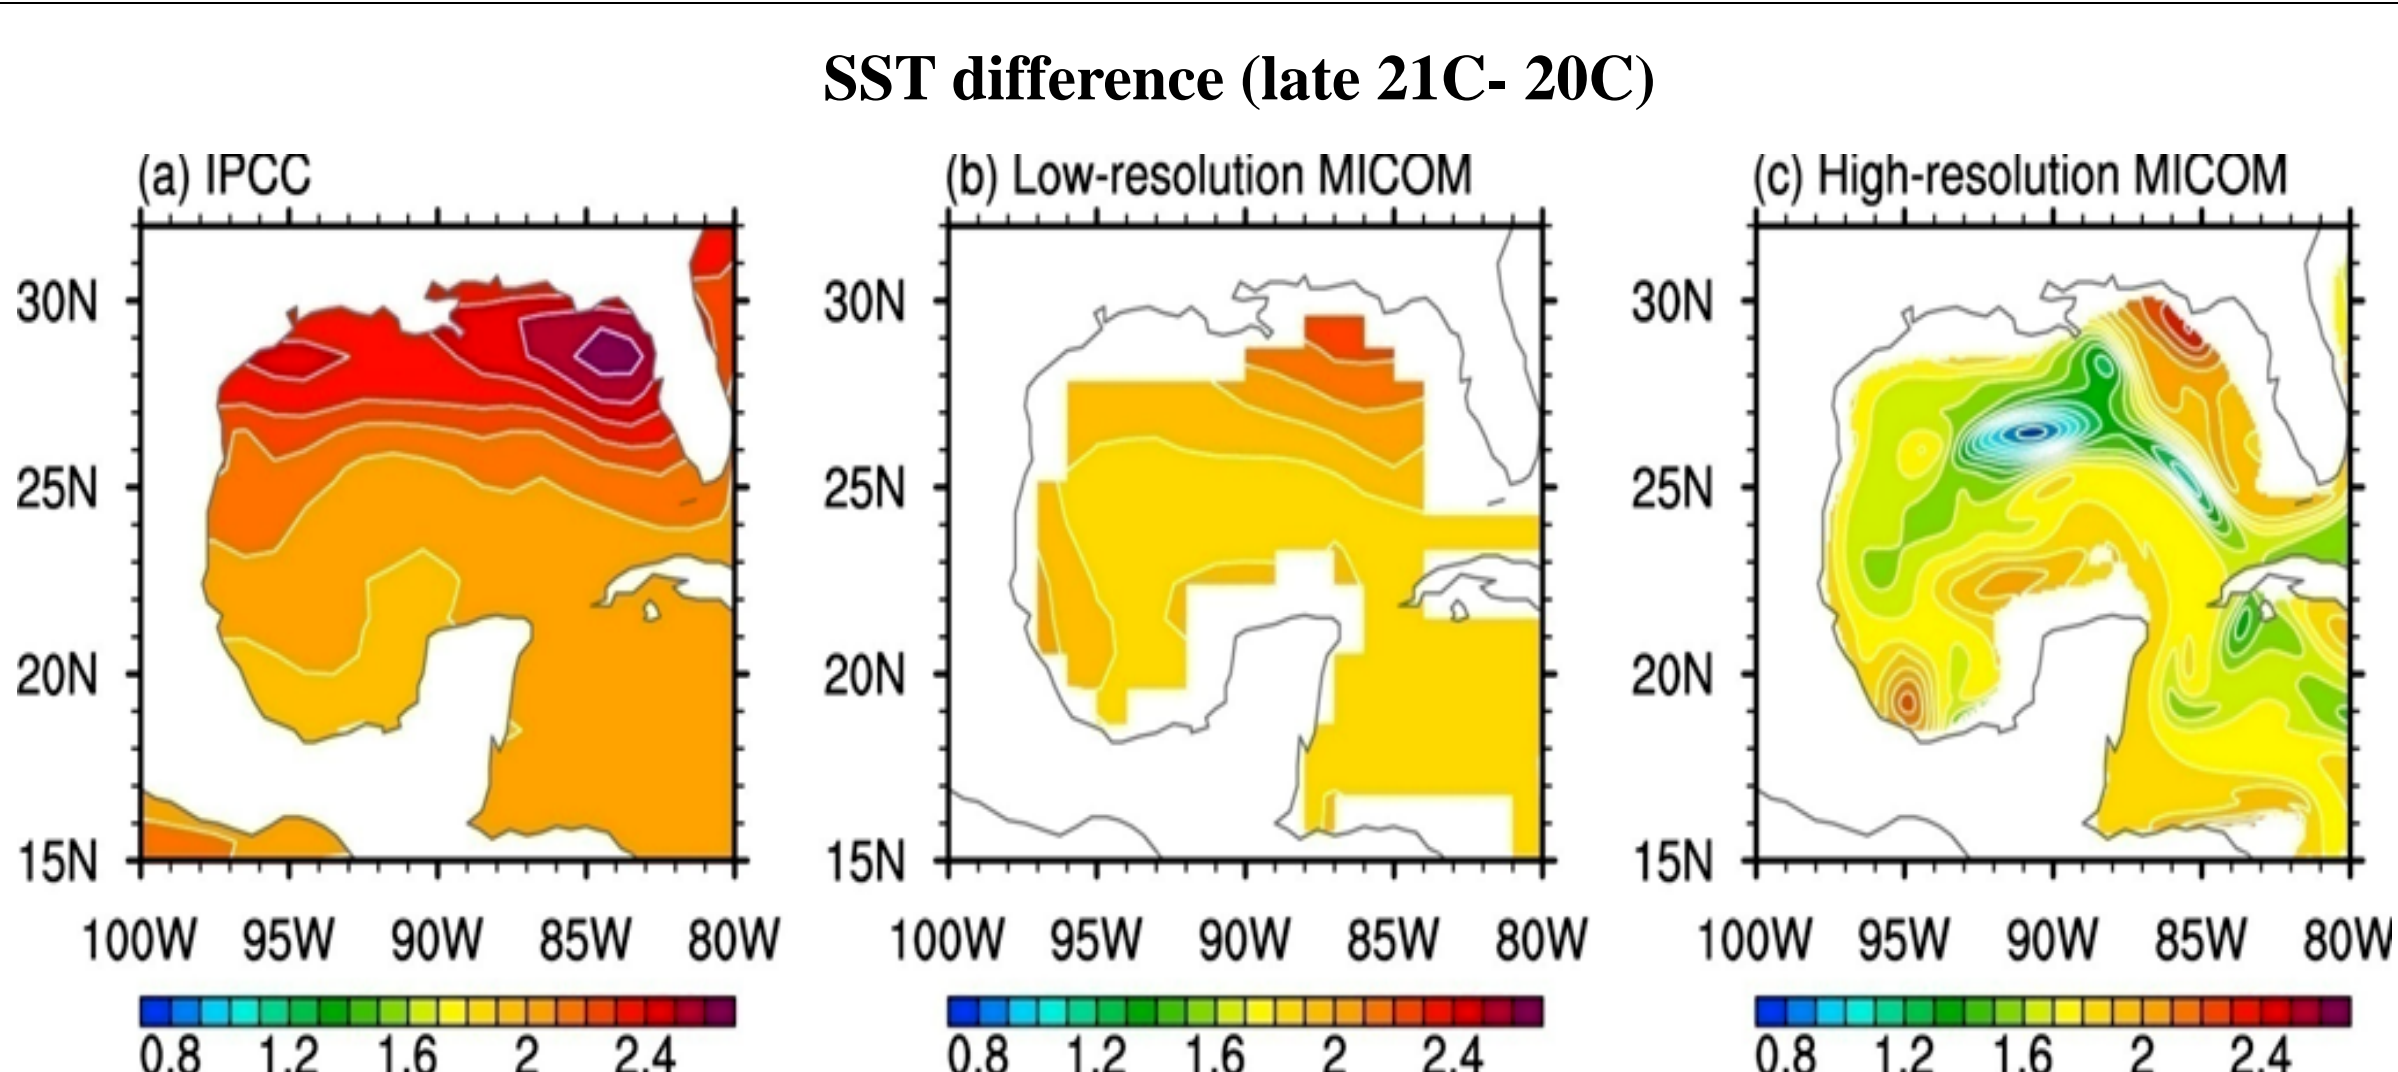 SST difference (late 21C- 20C)
(a) IPCC
(b) Low-resolution MICOM
(c) High-resolution MICOM
30N 30N 30N
25N 25N 25N
20N 20N 20N
15N 15N 15N
100W 95W 90W 85W 80W 100W 95W 90W 85W 80W 100W 95W 90W 85W 80W
0.8 1.2 1.6 2 2.4 0.8 1.2 1.6 2 2.4 0.8 1.2 1.6 2 2.4